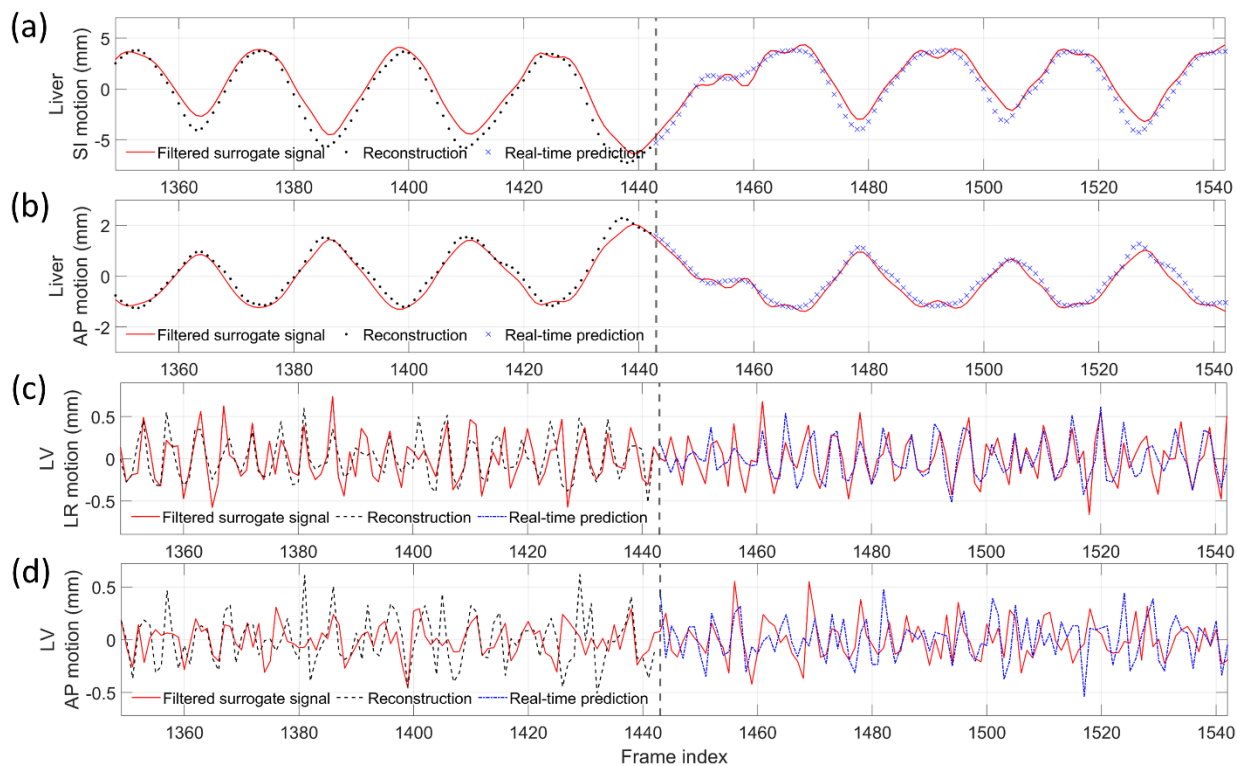 (a)
Liver
SI motion (mm)
5
0
-5
Filtered surrogate signal Reconstruction Real-time prediction
1360 1380 1400 1420 1440 1460 1480 1500 1520 1540
(b)
Liver
AP motion (mm)
2
0
-2
Filtered surrogate signal Reconstruction Real-time prediction
1360 1380 1400 1420 1440 1460 1480 1500 1520 1540
(c)
LV
LR motion (mm)
0.5
0
-0.5
Filtered surrogate signal Reconstruction Real-time prediction
1360 1380 1400 1420 1440 1460 1480 1500 1520 1540
(d)
LV
AP motion (mm)
0.5
0
-0.5
Filtered surrogate signal Reconstruction Real-time prediction
1360 1380 1400 1420 1440 1460 1480 1500 1520 1540
Frame index